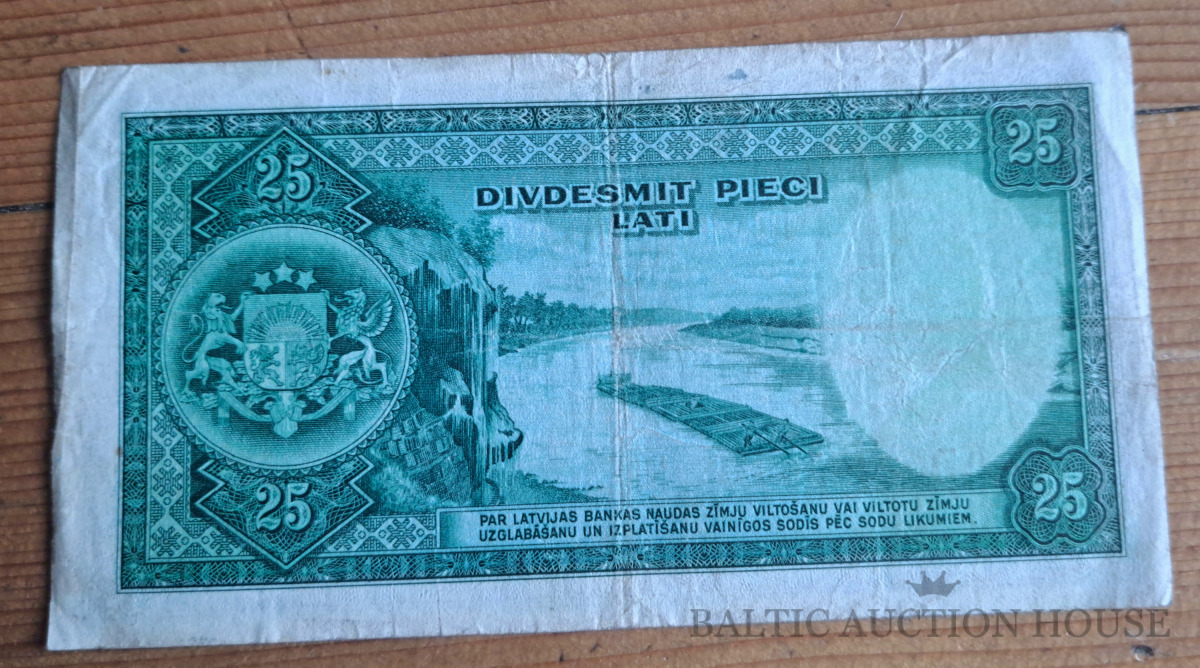 25
25
DIVDESMIT PIECI
LATI
25
25
PAR LATVIJAS BANKAS NAUDAS ZĪMJU VILTOŠANU VAI VILTOTU ZĪMJU
UZGLABĀŠANU UN IZPLATĪŠANU VAINĪGOS SODĪS PĒC SODU LIKUMIEM.
BALTIC AUCTION HOUSE